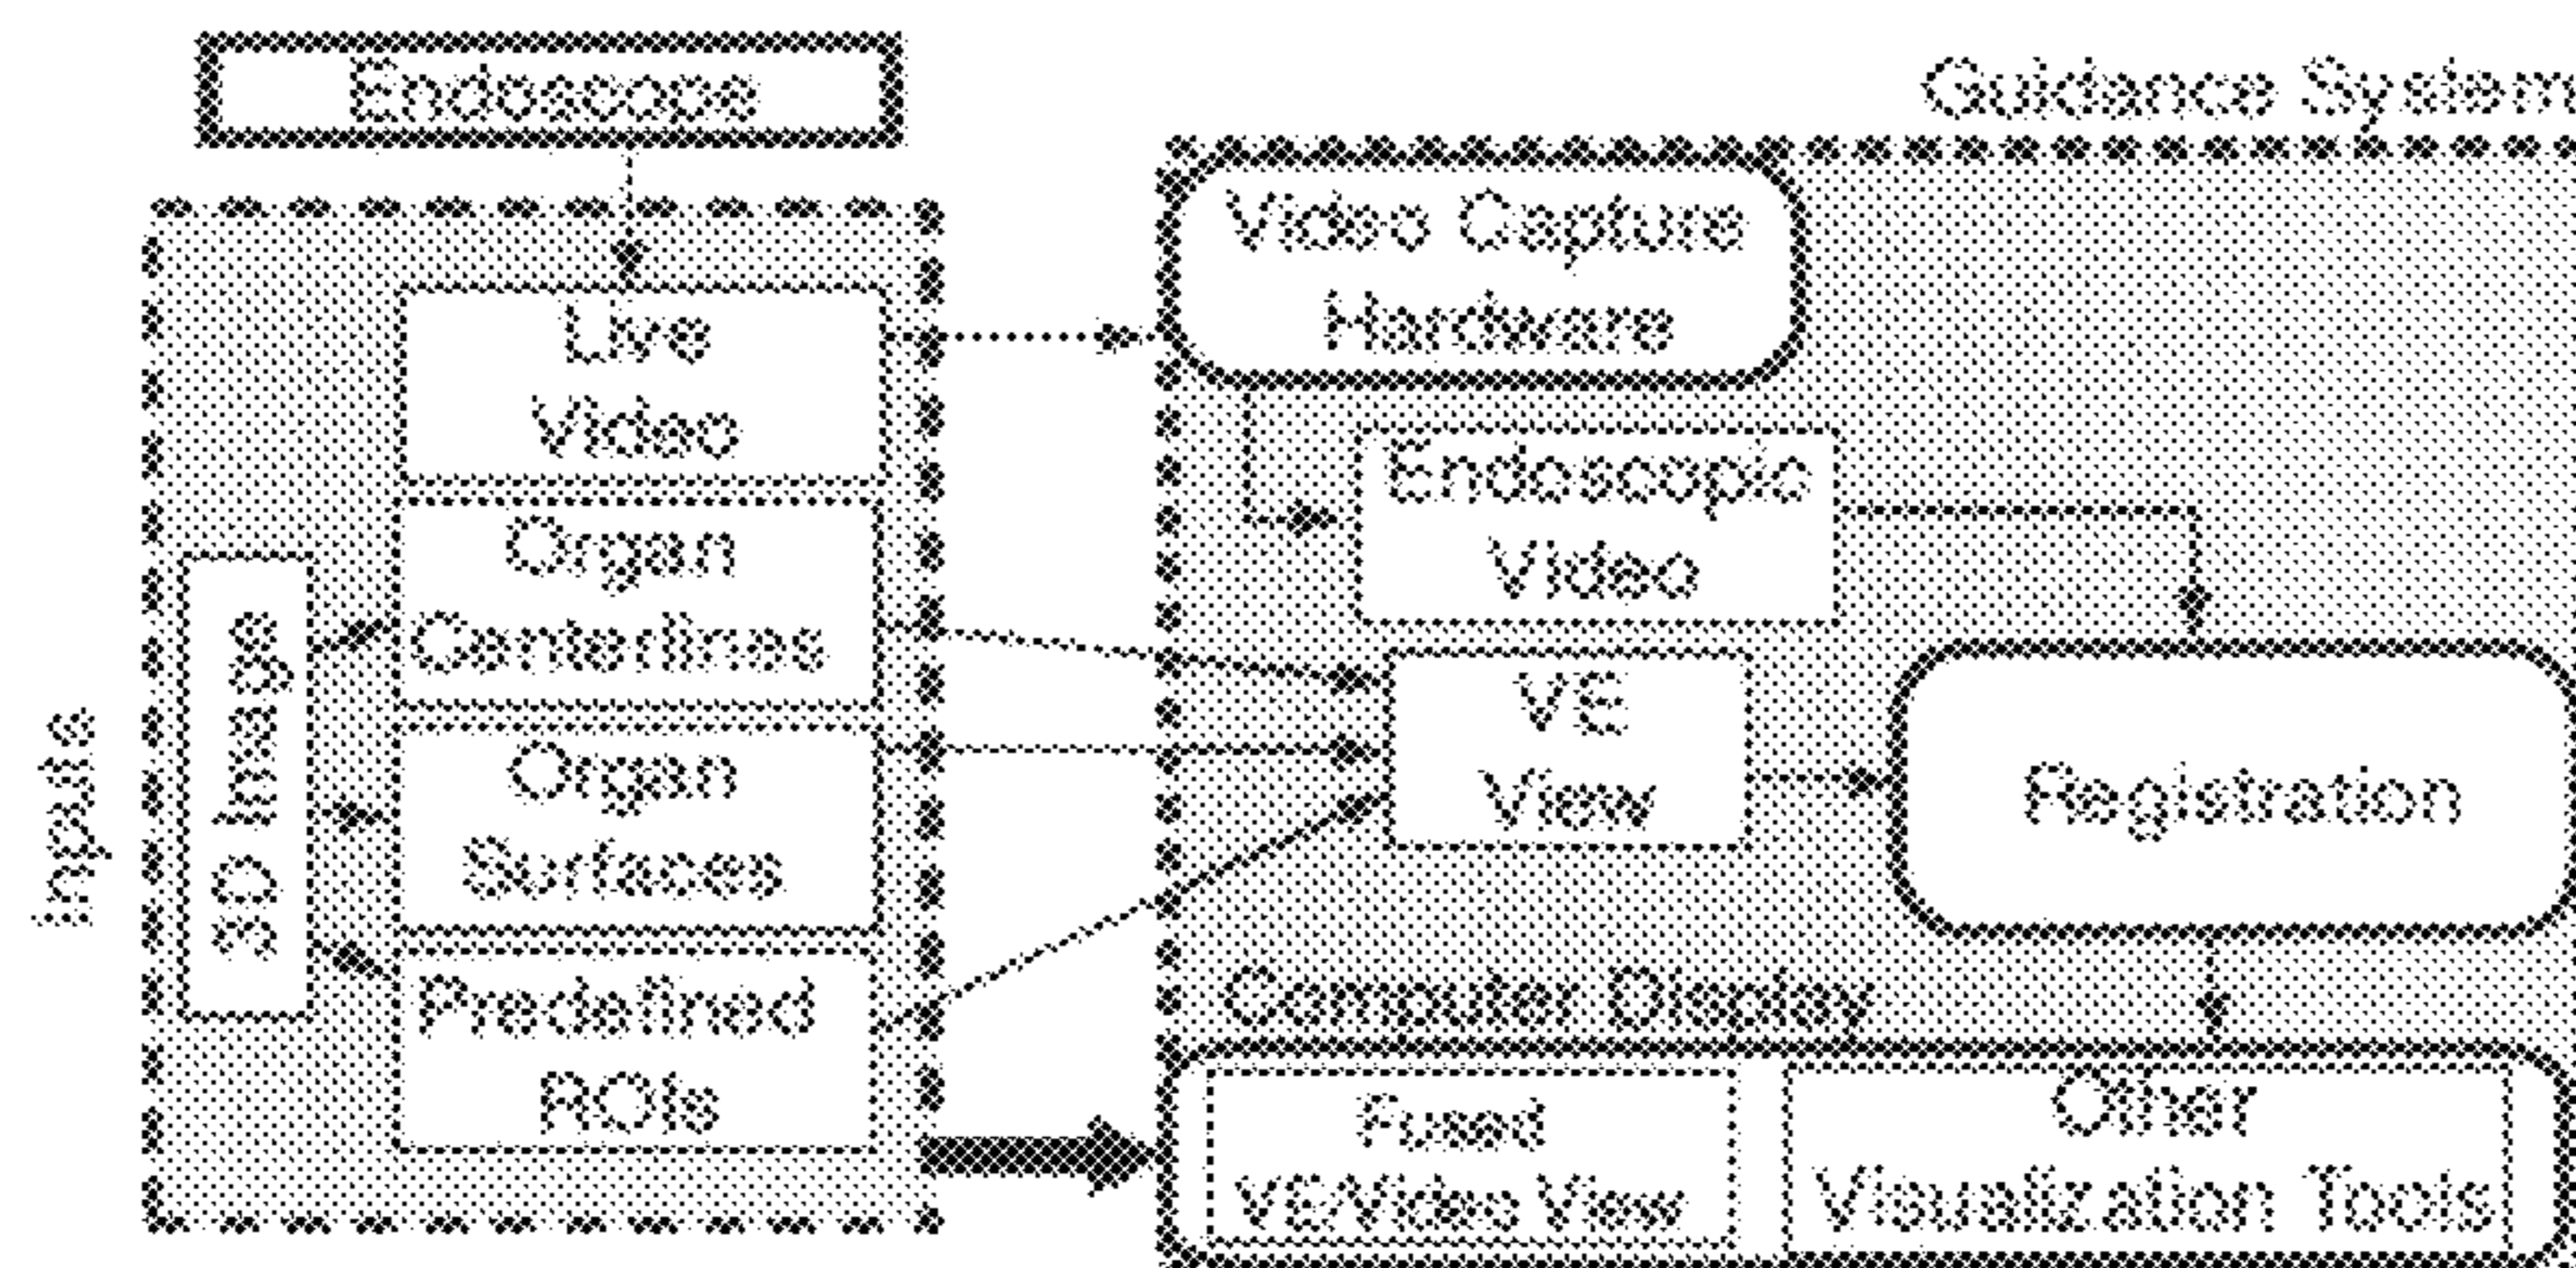 Endoscope
Guidance System
Video Capture
Hardware
Live
Video
Endoscopic
Video
Organ
Centerlines
VE
View
Organ
Surfaces
Registration
3D Image
Inputs
Predefined
ROIs
Computer Display
Fused
VE/Video View
Other
Visualization Tools